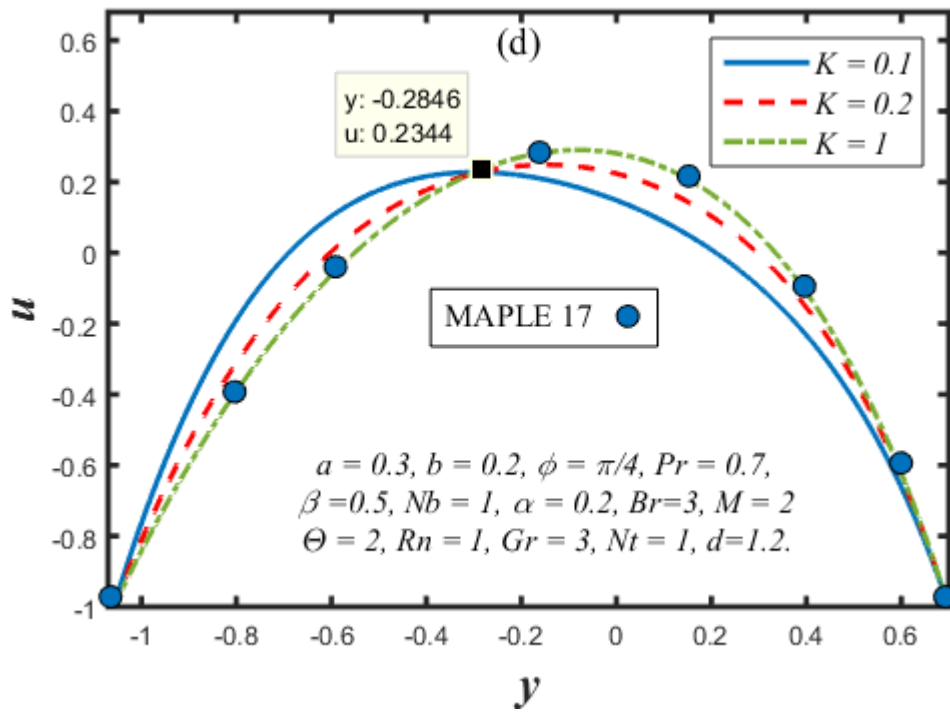 (d)
K = 0.1
K = 0.2
K = 1
y: -0.2846
u: 0.2344
0.6
0.4
0.2
0
-0.2
-0.4
-0.6
-0.8
-1
u
MAPLE 17
a = 0.3, b = 0.2, ϕ = π/4, Pr = 0.7,
β =0.5, Nb = 1, α = 0.2, Br=3, M = 2
Θ = 2, Rn = 1, Gr = 3, Nt = 1, d=1.2.
-1 -0.8 -0.6 -0.4 -0.2 0 0.2 0.4 0.6
y